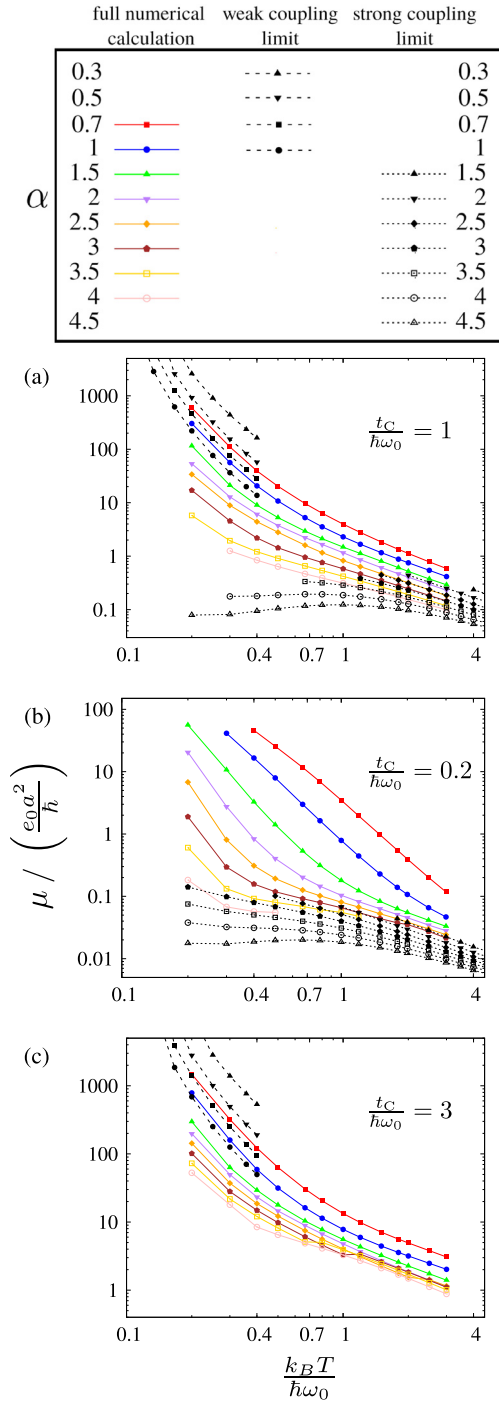 full numerical weak coupling strong coupling
calculation limit limit
0.3 0.3
0.5 0.5
0.7 0.7
1 1
1.5 1.5
α 2 2
2.5 2.5
3 3
3.5 3.5
4 4
4.5 4.5
(a)
t_C / ħω_0 = 1
1000
100
10
1
0.1
0.1 0.4 0.7 1 4
(b)
t_C / ħω_0 = 0.2
100
10
1
0.1
0.01
0.1 0.4 0.7 1 4
μ / (e_0 a^2 / ħ)
(c)
t_C / ħω_0 = 3
1000
100
10
1
0.1 0.4 0.7 1 4
k_B T / ħω_0